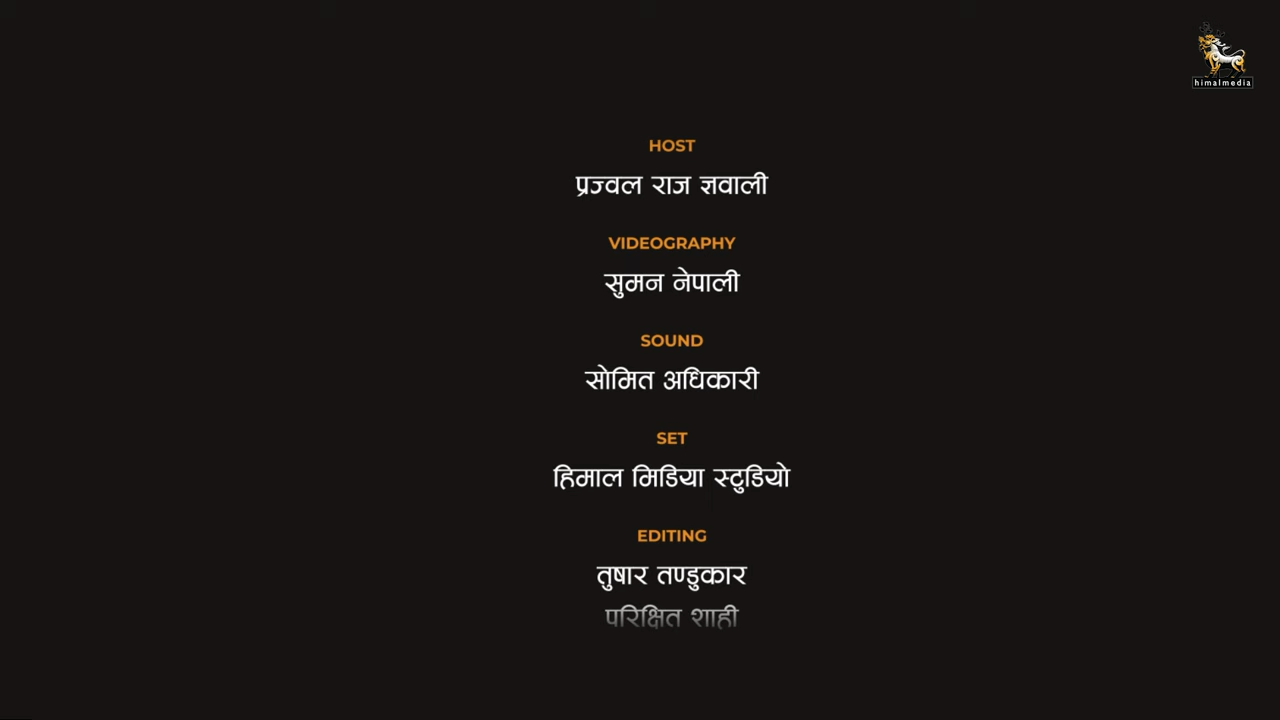 himalmedia
HOST
प्रज्वल राज ज्ञवाली
VIDEOGRAPHY
सुमन नेपाली
SOUND
सोमित अधिकारी
SET
हिमाल मिडिया स्टुडियो
EDITING
तुषार तण्डुकार
परिक्षित शाही